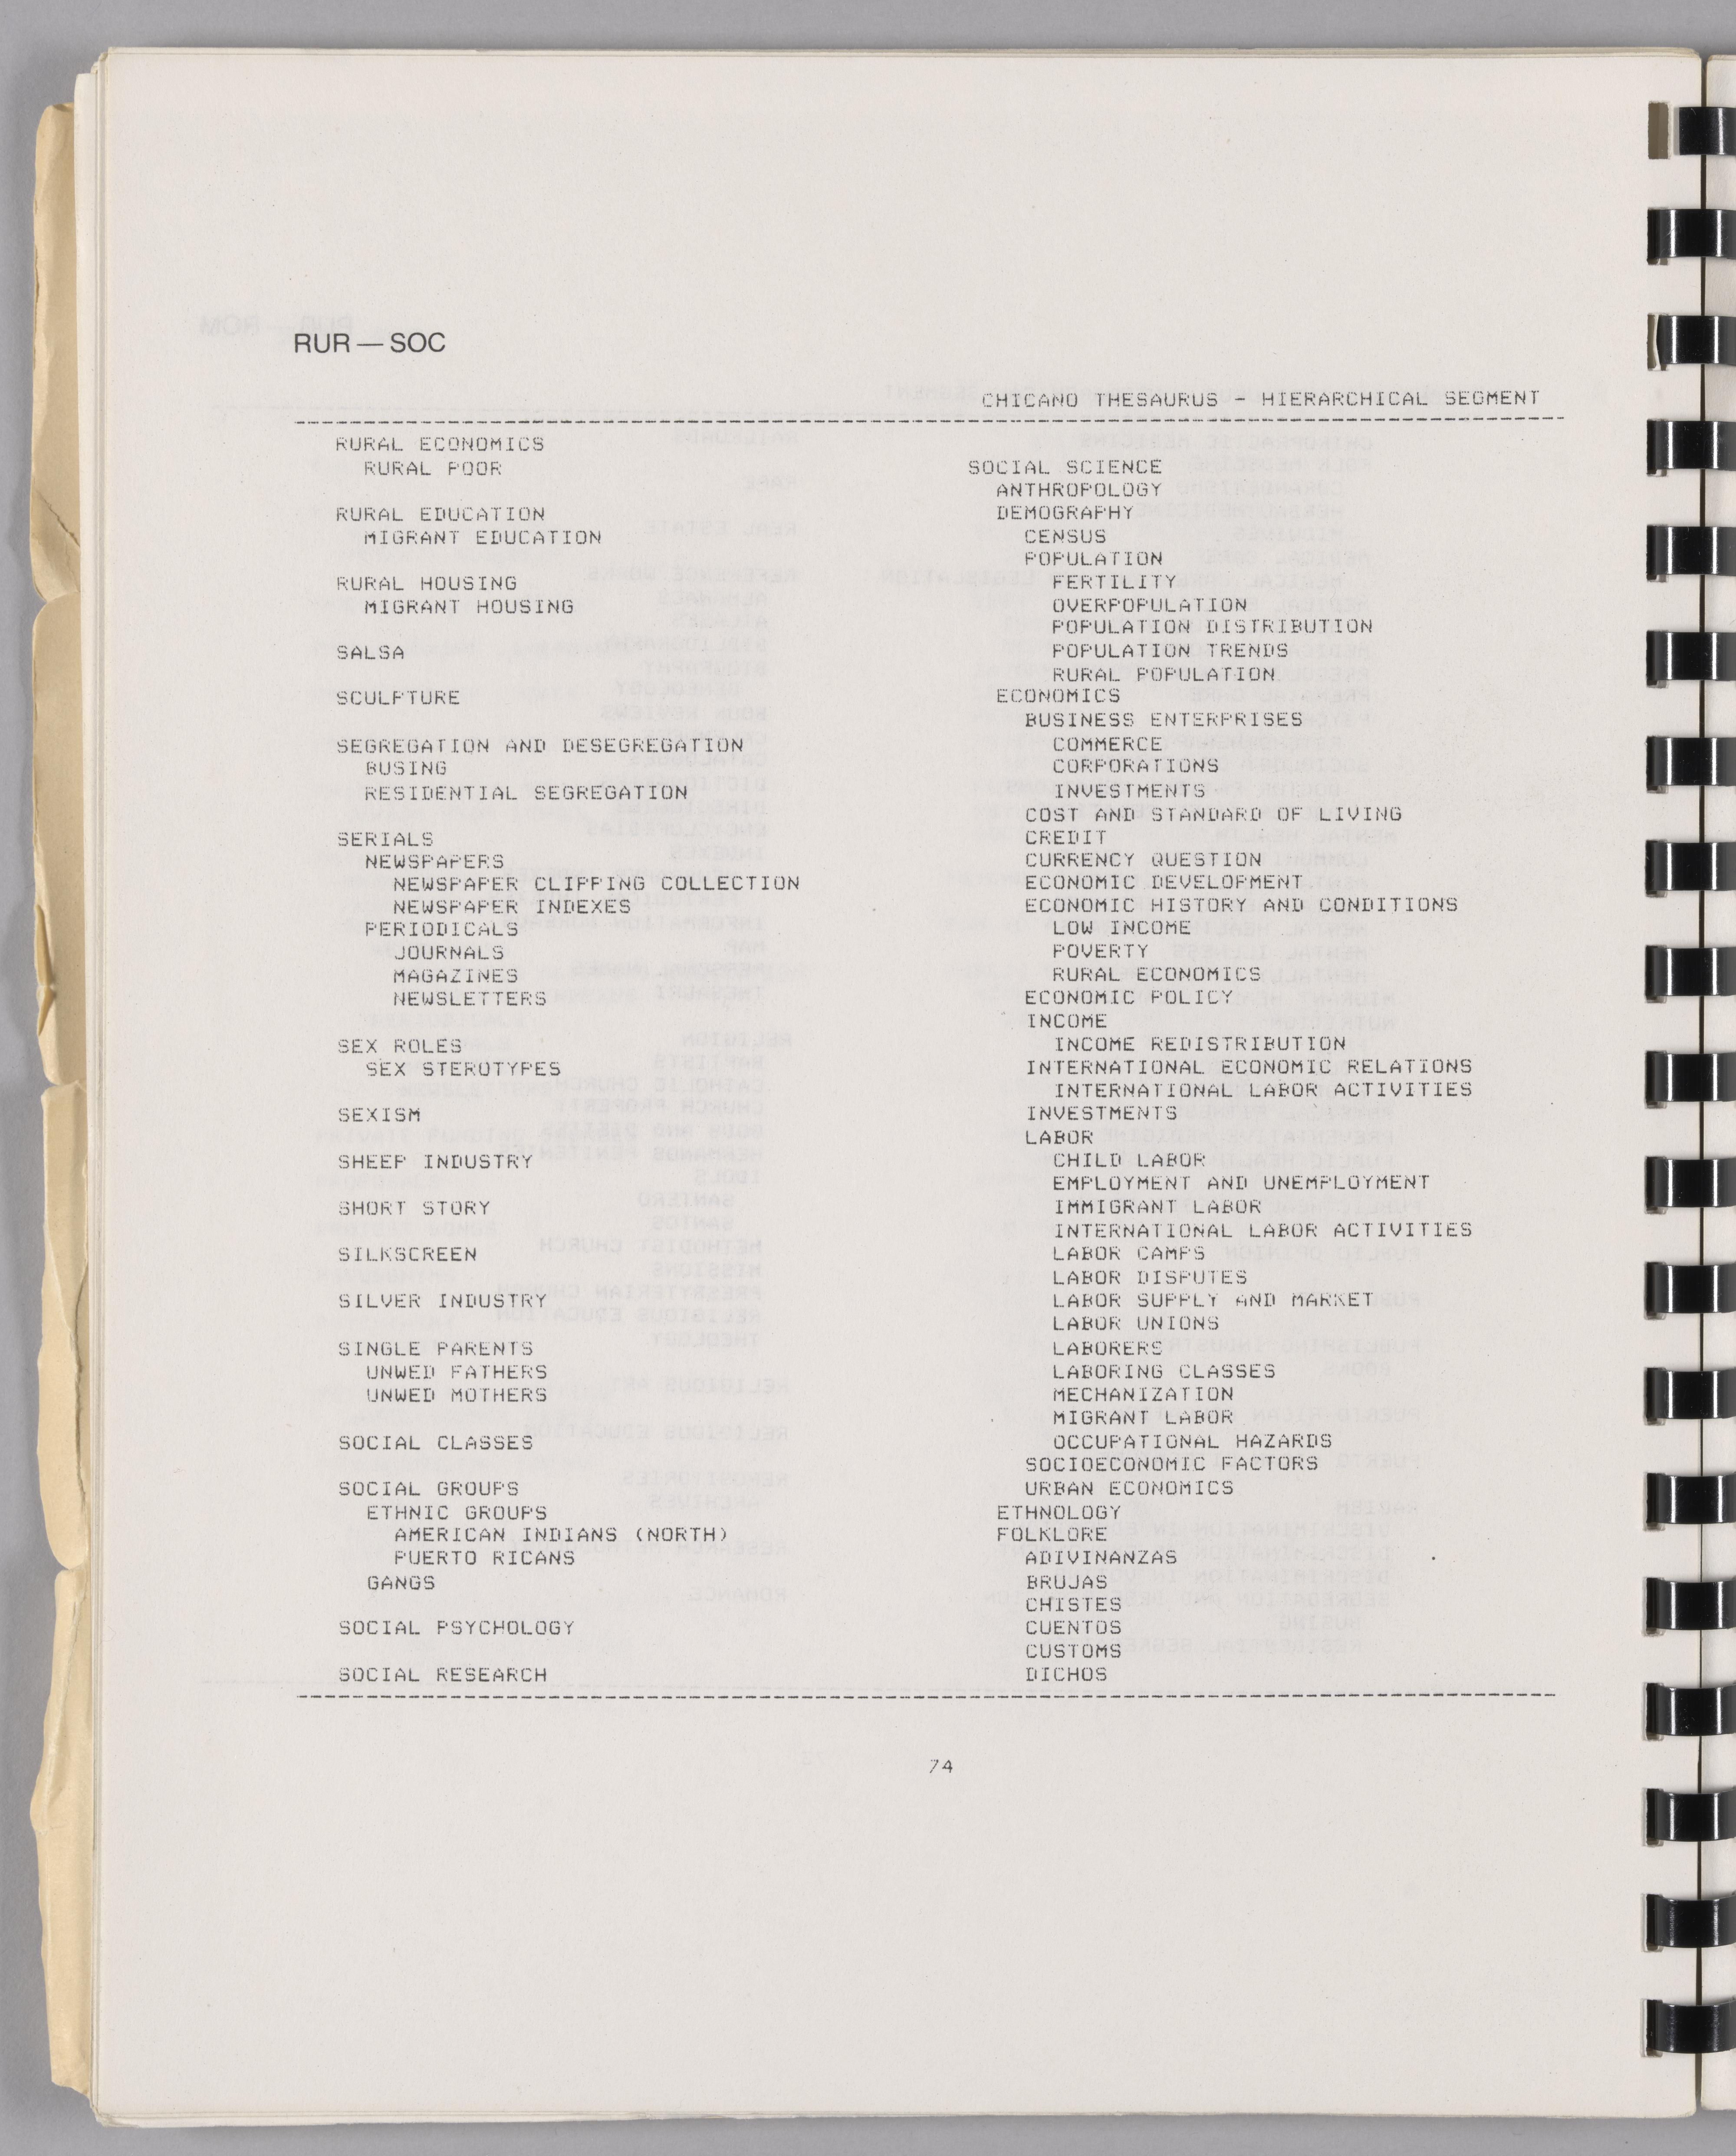 RUR — SOC
CHICANO THESAURUS - HIERARCHICAL SEGMENT
RURAL ECONOMICS
RURAL POOR
RURAL EDUCATION
MIGRANT EDUCATION
RURAL HOUSING
MIGRANT HOUSING
SALSA
SCULPTURE
SEGREGATION AND DESEGREGATION
BUSING
RESIDENTIAL SEGREGATION
SERIALS
NEWSPAPERS
NEWSPAPER CLIPPING COLLECTION
NEWSPAPER INDEXES
PERIODICALS
JOURNALS
MAGAZINES
NEWSLETTERS
SEX ROLES
SEX STEROTYPES
SEXISM
SHEEP INDUSTRY
SHORT STORY
SILKSCREEN
SILVER INDUSTRY
SINGLE PARENTS
UNWED FATHERS
UNWED MOTHERS
SOCIAL CLASSES
SOCIAL GROUPS
ETHNIC GROUPS
AMERICAN INDIANS (NORTH)
PUERTO RICANS
GANGS
SOCIAL PSYCHOLOGY
SOCIAL RESEARCH
SOCIAL SCIENCE
ANTHROPOLOGY
DEMOGRAPHY
CENSUS
POPULATION
FERTILITY
OVERPOPULATION
POPULATION DISTRIBUTION
POPULATION TRENDS
RURAL POPULATION
ECONOMICS
BUSINESS ENTERPRISES
COMMERCE
CORPORATIONS
INVESTMENTS
COST AND STANDARD OF LIVING
CREDIT
CURRENCY QUESTION
ECONOMIC DEVELOPMENT
ECONOMIC HISTORY AND CONDITIONS
LOW INCOME
POVERTY
RURAL ECONOMICS
ECONOMIC POLICY
INCOME
INCOME REDISTRIBUTION
INTERNATIONAL ECONOMIC RELATIONS
INTERNATIONAL LABOR ACTIVITIES
INVESTMENTS
LABOR
CHILD LABOR
EMPLOYMENT AND UNEMPLOYMENT
IMMIGRANT LABOR
INTERNATIONAL LABOR ACTIVITIES
LABOR CAMPS
LABOR DISPUTES
LABOR SUPPLY AND MARKET
LABOR UNIONS
LABORERS
LABORING CLASSES
MECHANIZATION
MIGRANT LABOR
OCCUPATIONAL HAZARDS
SOCIOECONOMIC FACTORS
URBAN ECONOMICS
ETHNOLOGY
FOLKLORE
ADIVINANZAS
BRUJAS
CHISTES
CUENTOS
CUSTOMS
DICHOS
74